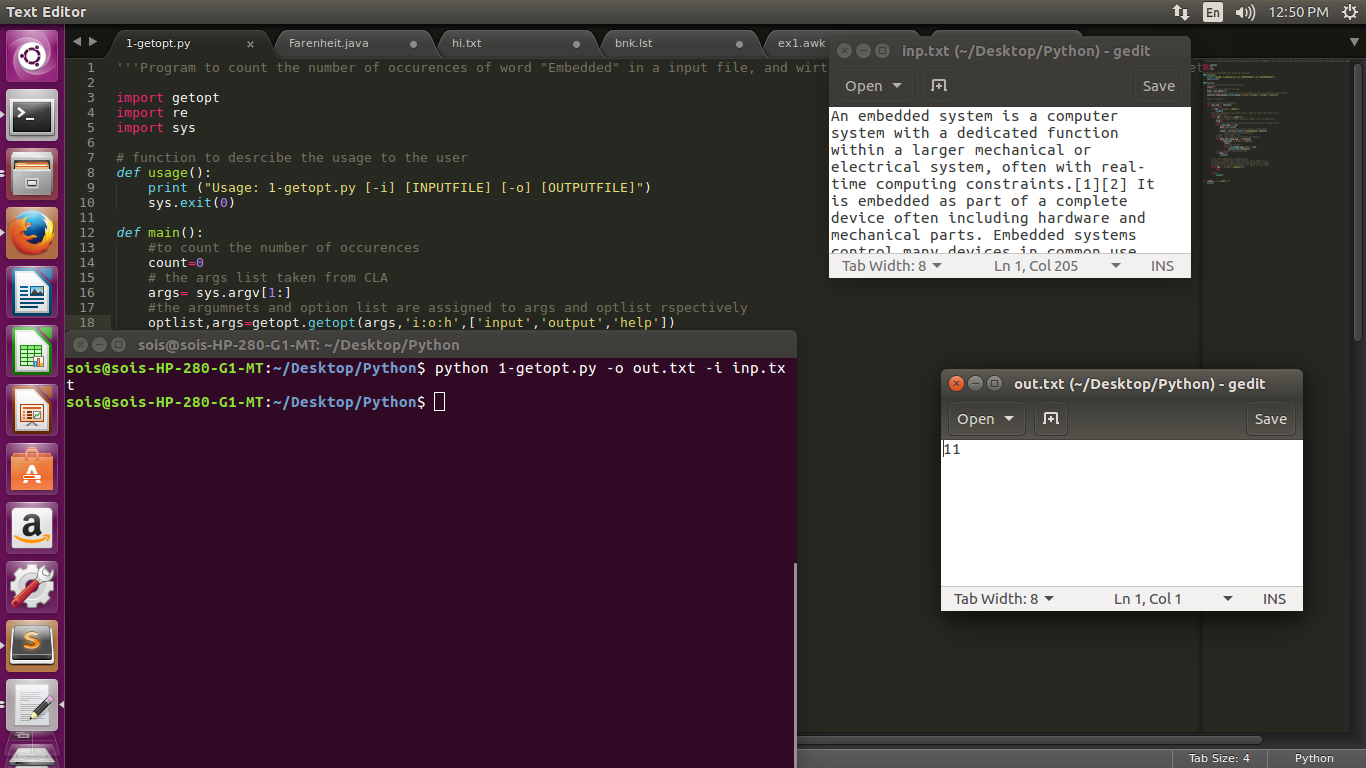 Text Editor
En
12:50 PM
1-getopt.py
Farenheit.java
hi.txt
bnk.lst
ex1.awk
1 '''Program to count the number of occurences of word "Embedded" in a input file, and wirt
2
3 import getopt
4 import re
5 import sys
6
7 # function to desrcibe the usage to the user
8 def usage():
9 print ("Usage: 1-getopt.py [-i] [INPUTFILE] [-o] [OUTPUTFILE]")
10 sys.exit(0)
11
12 def main():
13 #to count the number of occurences
14 count=0
15 # the args list taken from CLA
16 args= sys.argv[1:]
17 #the argumnets and option list are assigned to args and optlist rspectively
18 optlist,args=getopt.getopt(args,'i:o:h',['input','output','help'])
inp.txt (~/Desktop/Python) - gedit
Open
Save
An embedded system is a computer
system with a dedicated function
within a larger mechanical or
electrical system, often with real-
time computing constraints.[1][2] It
is embedded as part of a complete
device often including hardware and
mechanical parts. Embedded systems
control many devices in common use
Tab Width: 8
Ln 1, Col 205
INS
sois@sois-HP-280-G1-MT: ~/Desktop/Python
sois@sois-HP-280-G1-MT:~/Desktop/Python$ python 1-getopt.py -o out.txt -i inp.tx
t
sois@sois-HP-280-G1-MT:~/Desktop/Python$
out.txt (~/Desktop/Python) - gedit
Open
Save
11
Tab Width: 8
Ln 1, Col 1
INS
Tab Size: 4
Python